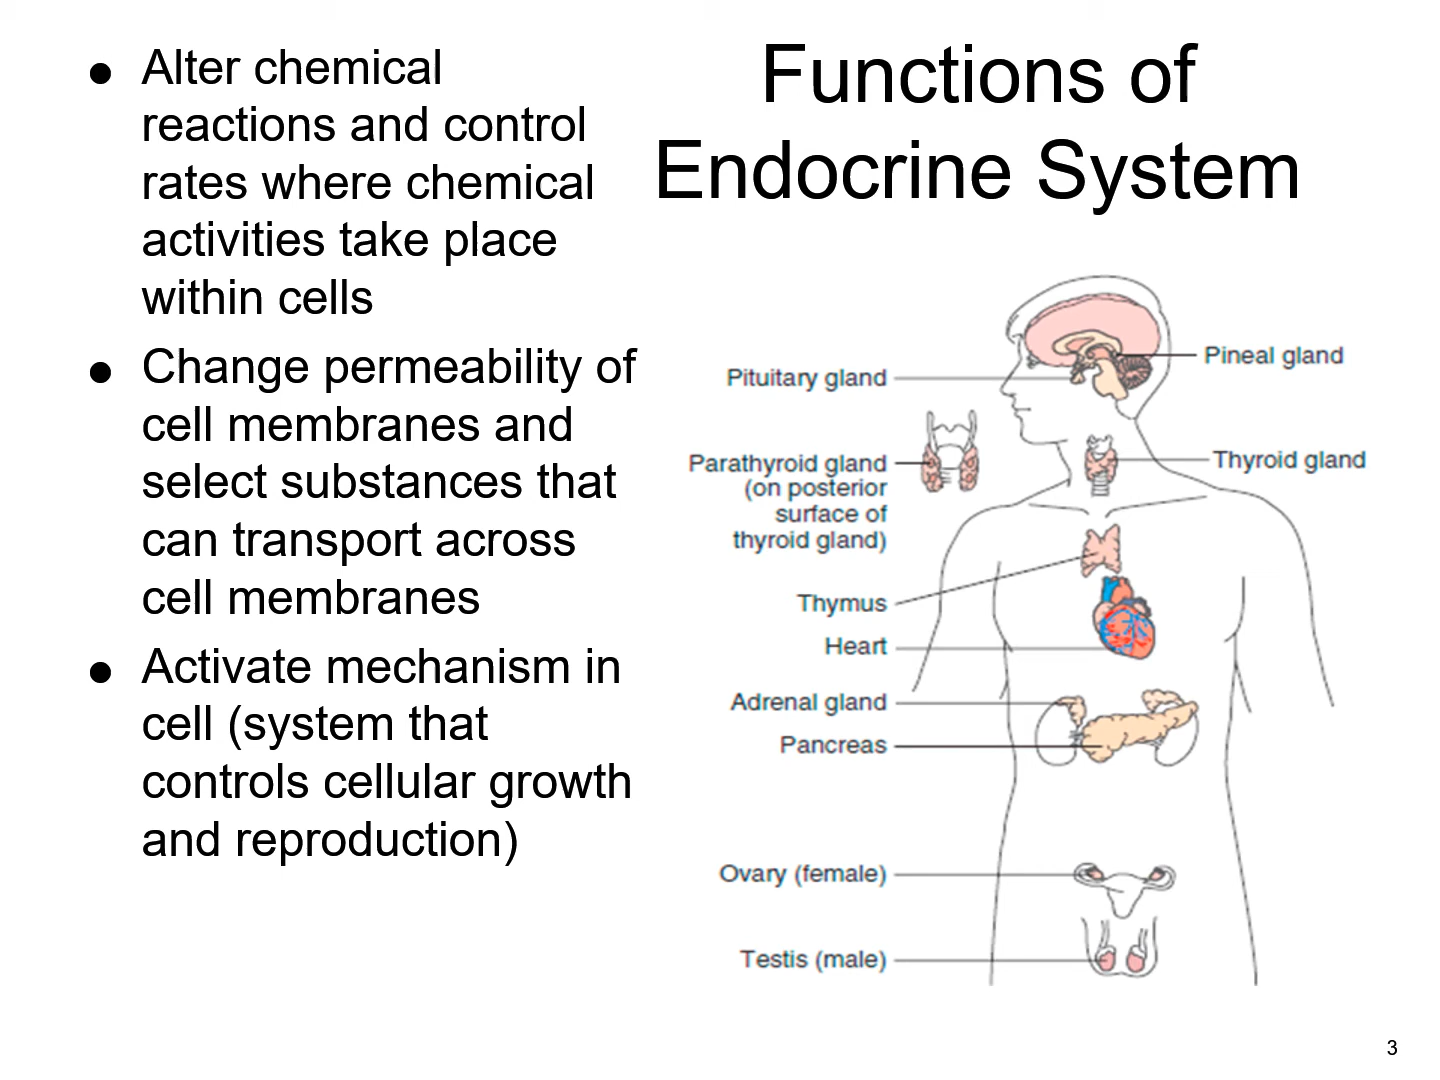 Functions of
Endocrine System
● Alter chemical
reactions and control
rates where chemical
activities take place
within cells
● Change permeability of
cell membranes and
select substances that
can transport across
cell membranes
● Activate mechanism in
cell (system that
controls cellular growth
and reproduction)
Pineal gland
Pituitary gland
Parathyroid gland
(on posterior
surface of
thyroid gland)
Thyroid gland
Thymus
Heart
Adrenal gland
Pancreas
Ovary (female)
Testis (male)
3